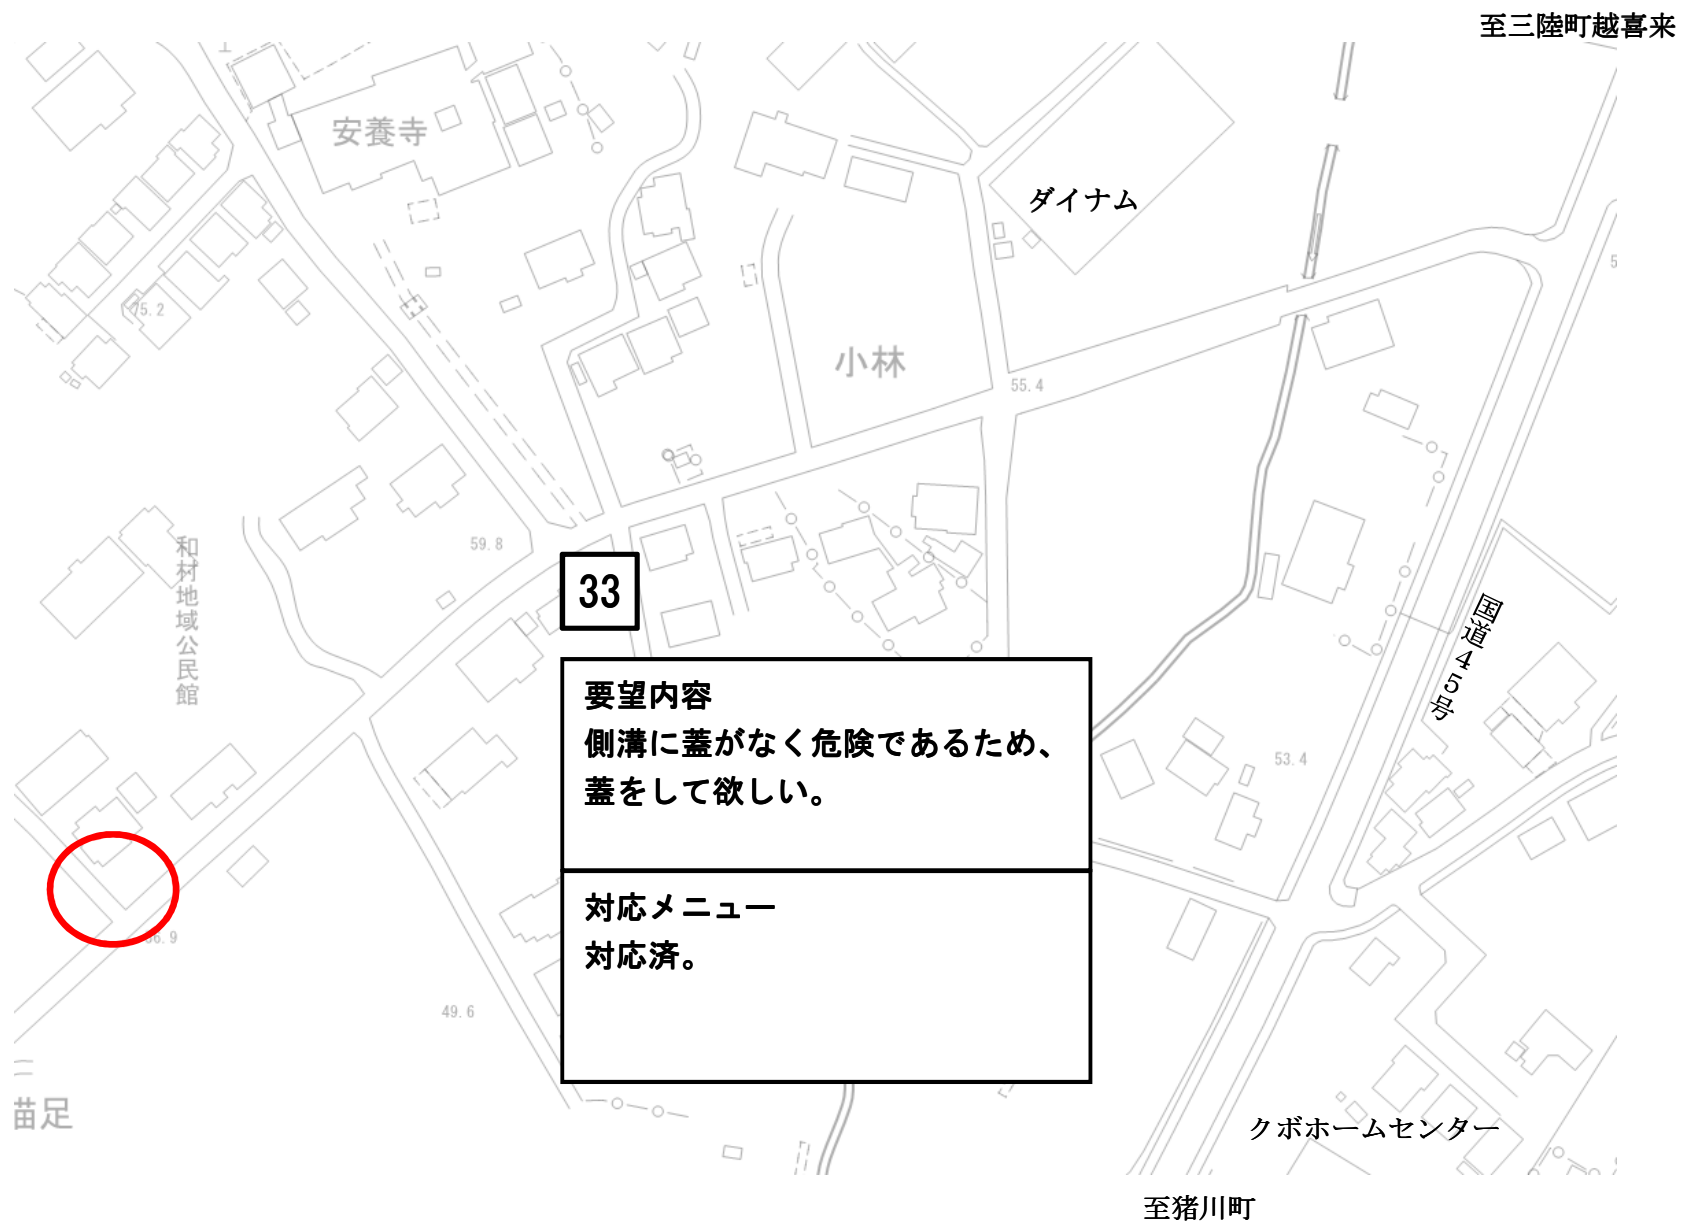 至三陸町越喜来
安養寺
ダイナム
75.2
小林
55.4
59.8
和村地域公民館
33
国道45号
要望内容
側溝に蓋がなく危険であるため、
蓋をして欲しい。
53.4
対応メニュー
対応済。
49.6
クボホームセンター
至猪川町